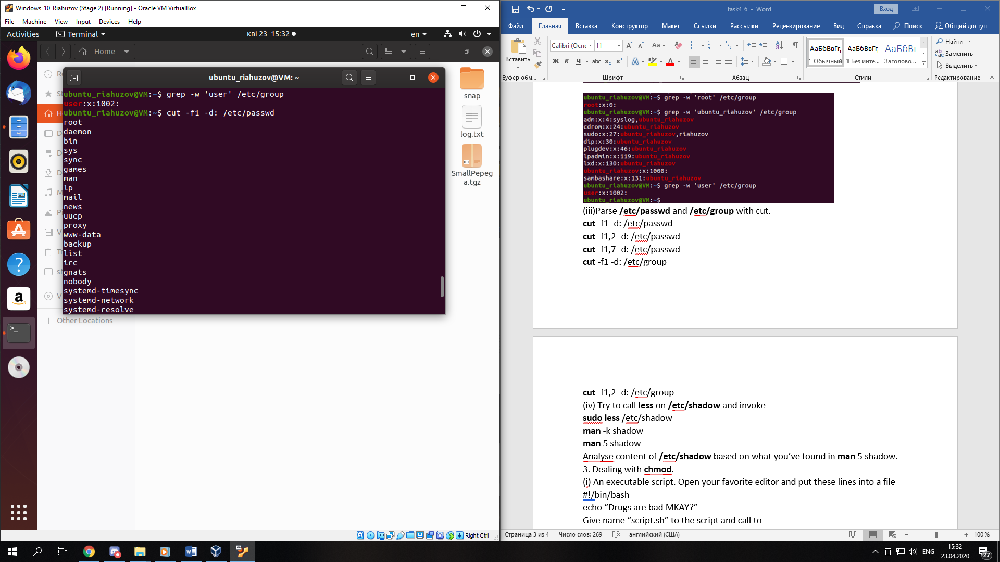 Windows_10_Riahuzov (Stage 2) [Running] - Oracle VM VirtualBox
File Machine View Input Devices Help
Activities Terminal кві 23 15:32 en
Home
ubuntu_riahuzov@VM: ~
ubuntu_riahuzov@VM:~$ grep -w 'user' /etc/group
user:x:1002:
ubuntu_riahuzov@VM:~$ cut -f1 -d: /etc/passwd
root
daemon
bin
sys
sync
games
man
lp
mail
news
uucp
proxy
www-data
backup
list
irc
gnats
nobody
systemd-timesync
systemd-network
systemd-resolve
Other Locations
snap
log.txt
SmallPepeg
a.tgz
Right Ctrl
task4_6 - Word
Вход
Файл Главная Вставка Конструктор Макет Ссылки Рассылки Рецензирование Вид Справка Поиск Общий доступ
Вставить
Calibri (Оснс 11
Ж К Ч abc x₂ x²
АаБбВвГг, АаБбВвГг, АаБбВв
¶ Обычный ¶ Без инте... Заголово...
Найти
Заменить
Выделить
Буфер обм... Шрифт Абзац Стили Редактирование
ubuntu_riahuzov@VM:~$ grep -w 'root' /etc/group
root:x:0:
ubuntu_riahuzov@VM:~$ grep -w 'ubuntu_riahuzov' /etc/group
adm:x:4:syslog,ubuntu_riahuzov
cdrom:x:24:ubuntu_riahuzov
sudo:x:27:ubuntu_riahuzov,riahuzov
dip:x:30:ubuntu_riahuzov
plugdev:x:46:ubuntu_riahuzov
lpadmin:x:119:ubuntu_riahuzov
lxd:x:130:ubuntu_riahuzov
ubuntu_riahuzov:x:1000:
sambashare:x:131:ubuntu_riahuzov
ubuntu_riahuzov@VM:~$ grep -w 'user' /etc/group
user:x:1002:
ubuntu_riahuzov@VM:~$
(iii)Parse /etc/passwd and /etc/group with cut.
cut -f1 -d: /etc/passwd
cut -f1,2 -d: /etc/passwd
cut -f1,7 -d: /etc/passwd
cut -f1 -d: /etc/group
cut -f1,2 -d: /etc/group
(iv) Try to call less on /etc/shadow and invoke
sudo less /etc/shadow
man -k shadow
man 5 shadow
Analyse content of /etc/shadow based on what you’ve found in man 5 shadow.
3. Dealing with chmod.
(i) An executable script. Open your favorite editor and put these lines into a file
#!/bin/bash
echo “Drugs are bad MKAY?”
Give name “script.sh” to the script and call to
Страница 3 из 4 Число слов: 269 английский (США) 100 %
ENG 15:32
23.04.2020
27